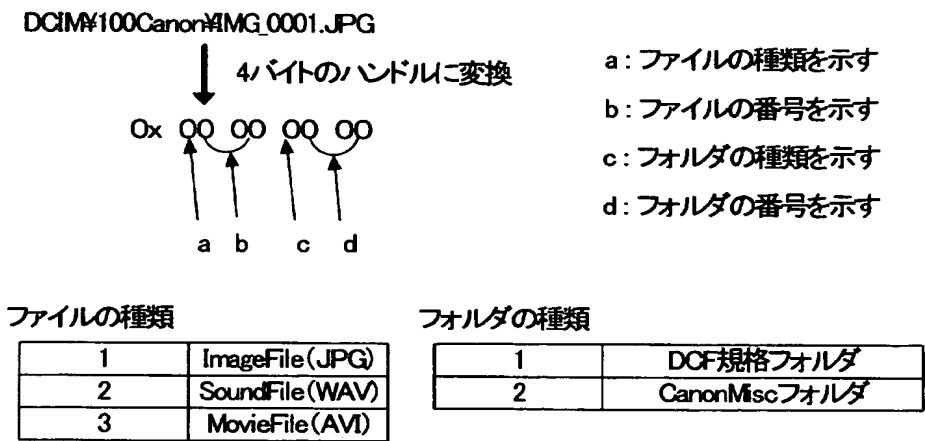 DCIM¥100Canon¥IMG_0001.JPG
4バイトのハンドルに変換
0x 00 00 00 00
a b c d
a : ファイルの種類を示す
b : ファイルの番号を示す
c : フォルダの種類を示す
d : フォルダの番号を示す
ファイルの種類
1 ImageFile(JPG)
2 SoundFile(WAV)
3 MovieFile(AVI)
フォルダの種類
1 DCF規格フォルダ
2 CanonMiscフォルダ